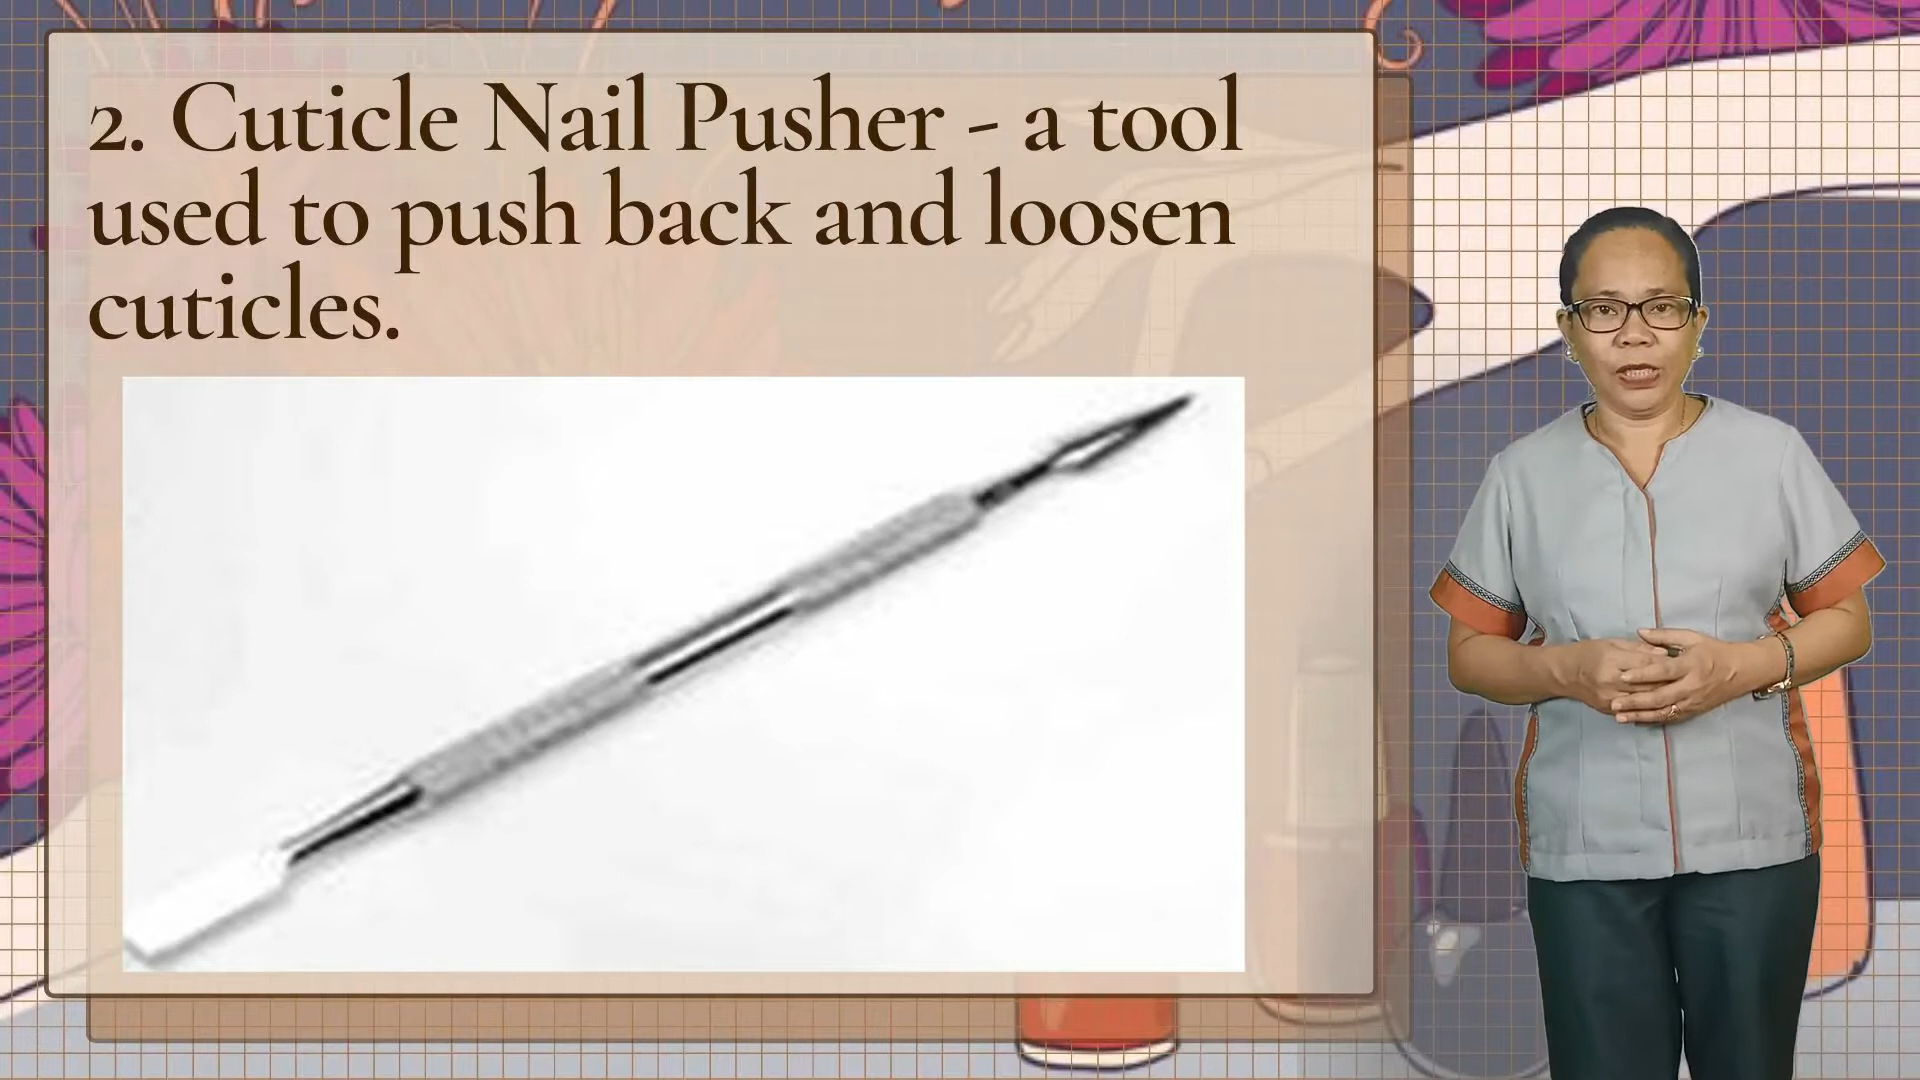 2. Cuticle Nail Pusher - a tool
used to push back and loosen
cuticles.